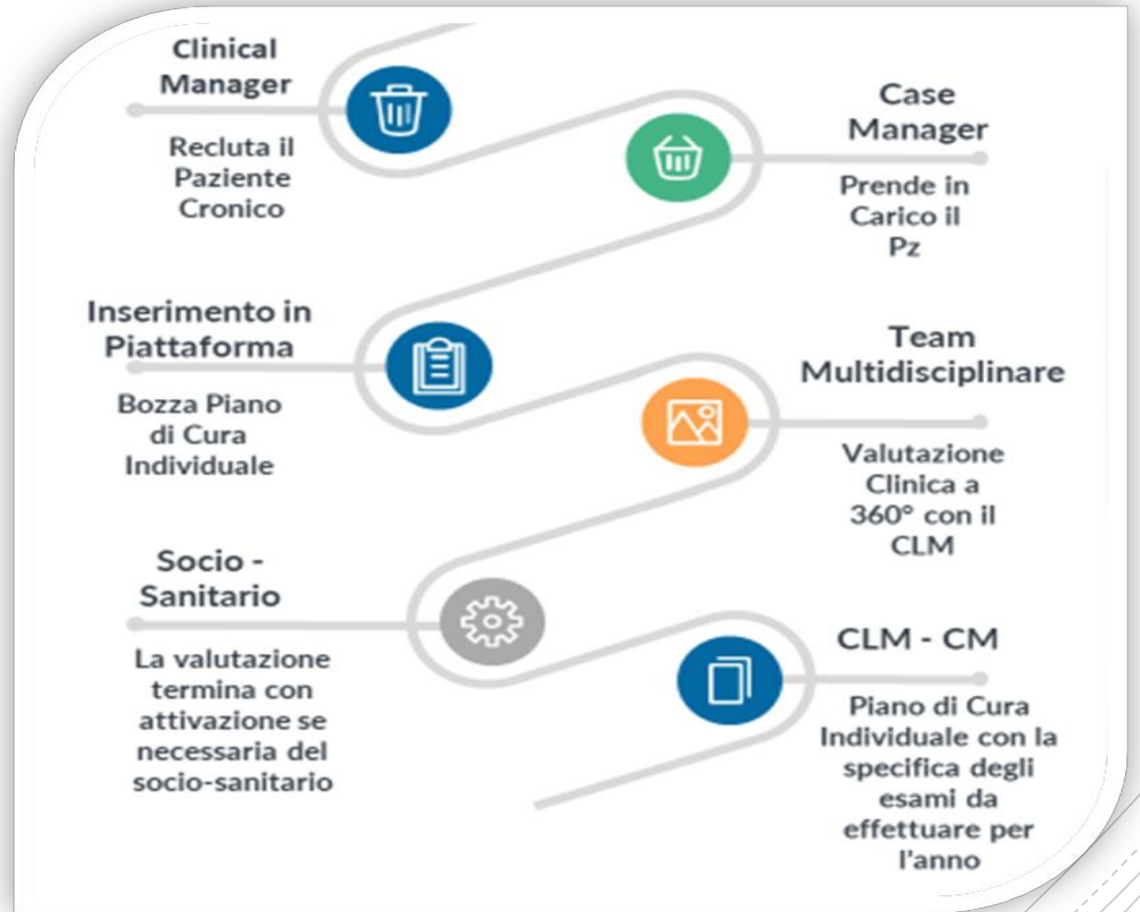 Clinical
Manager
Recluta il
Paziente
Cronico
Case
Manager
Prende in
Carico il
Pz
Inserimento in
Piattaforma
Bozza Piano
di Cura
Individuale
Team
Multidisciplinare
Valutazione
Clinica a
360° con il
CLM
Socio -
Sanitario
La valutazione
termina con
attivazione se
necessaria del
socio-sanitario
CLM - CM
Piano di Cura
Individuale con la
specifica degli
esami da
effettuare per
l'anno